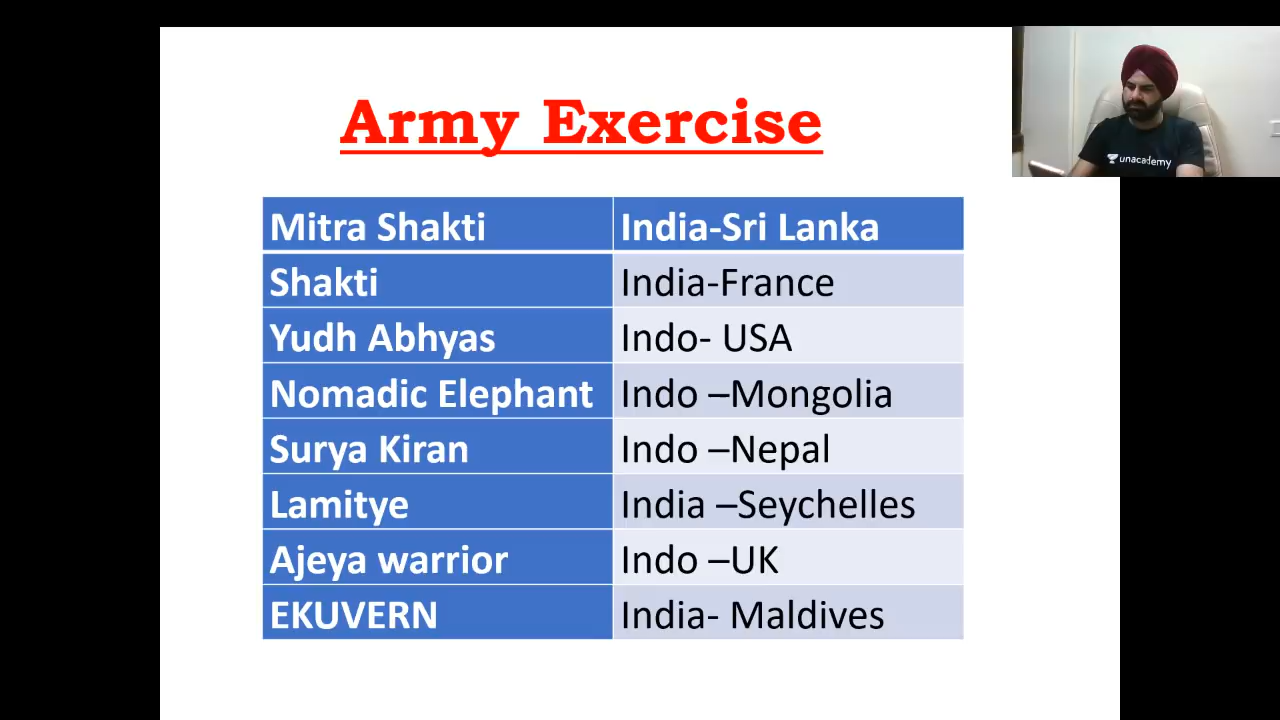 Army Exercise
unacademy
Mitra Shakti India-Sri Lanka
Shakti India-France
Yudh Abhyas Indo- USA
Nomadic Elephant Indo –Mongolia
Surya Kiran Indo –Nepal
Lamitye India –Seychelles
Ajeya warrior Indo –UK
EKUVERN India- Maldives